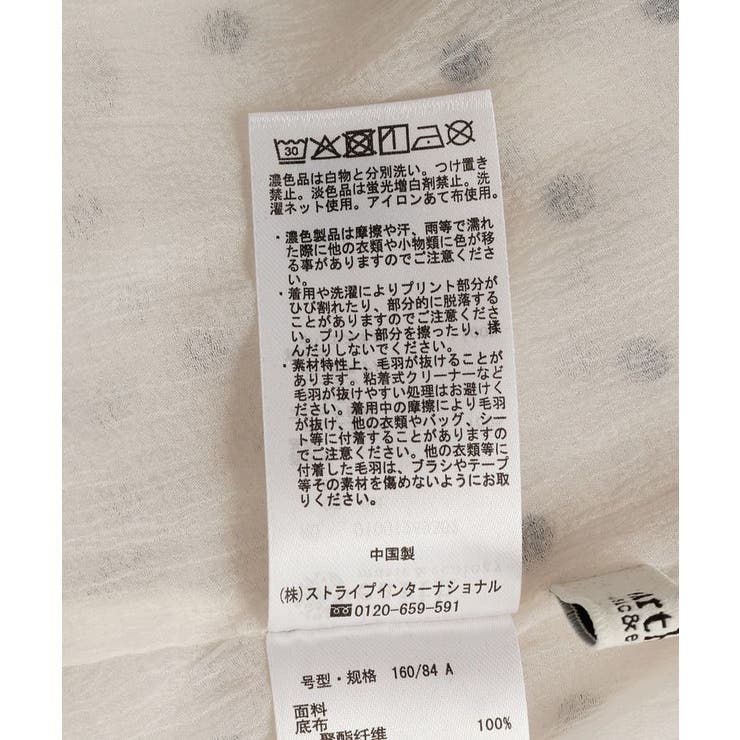 30
濃色品は白物と分別洗い。つけ置き
禁止。淡色品は蛍光増白剤禁止。洗
濯ネット使用。アイロンあて布使用。
・濃色製品は摩擦や汗、雨等で濡れ
た際に他の衣類や小物類に色が移
る事がありますのでご注意ください
・着用や洗濯によりプリント部分が
ひび割れたり、部分的に脱落する
ことがありますのでご注意くださ
い。プリント部分を擦ったり、揉
んだりしないでください。
・素材特性上、毛羽が抜けることが
あります。粘着式クリーナーなど
毛羽が抜けやすい処理はお避けく
ださい。着用中の摩擦により毛羽
が抜け、他の衣類やバッグ、シー
ト等に付着することがありますの
でご注意ください。他の衣類等に
付着した毛羽は、ブラシやテープ
等その素材を傷めないようにお取
りください。
中国製
(株)ストライプインターナショナル
0120-659-591
号型・规格 160/84 A
面料
底布 100%
聚酯纤维